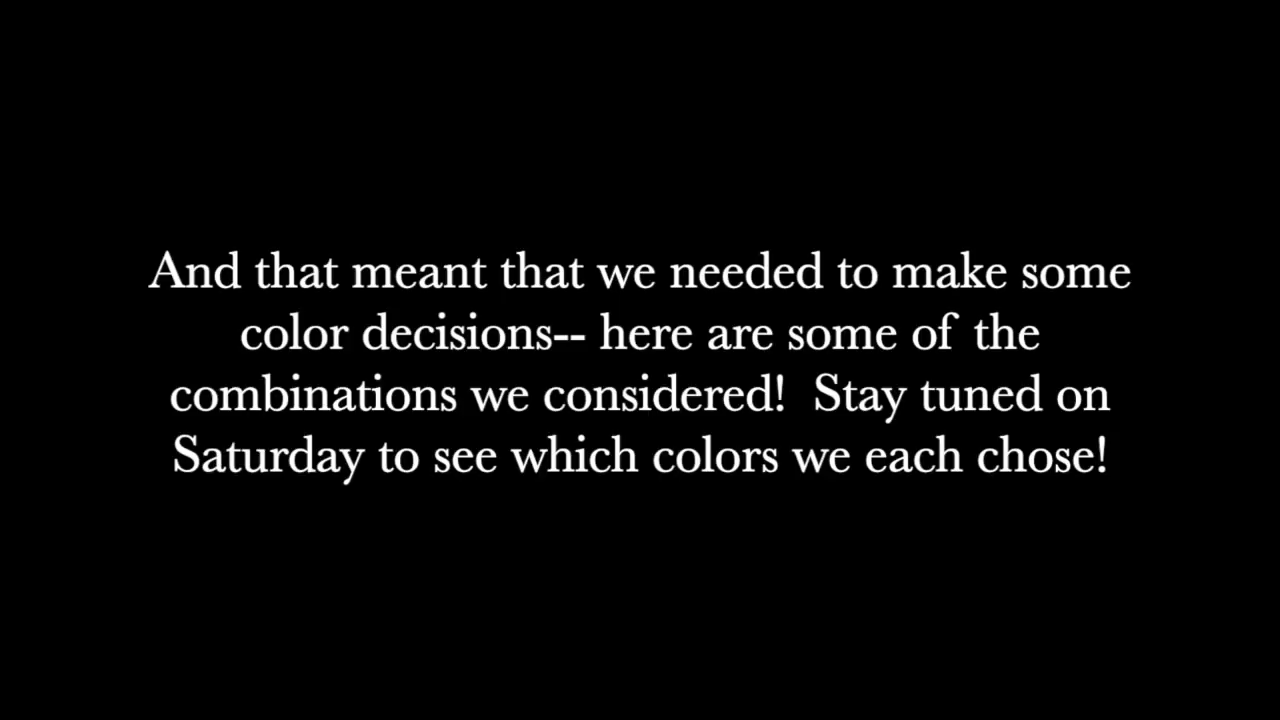 And that meant that we needed to make some
color decisions-- here are some of the
combinations we considered!  Stay tuned on
Saturday to see which colors we each chose!